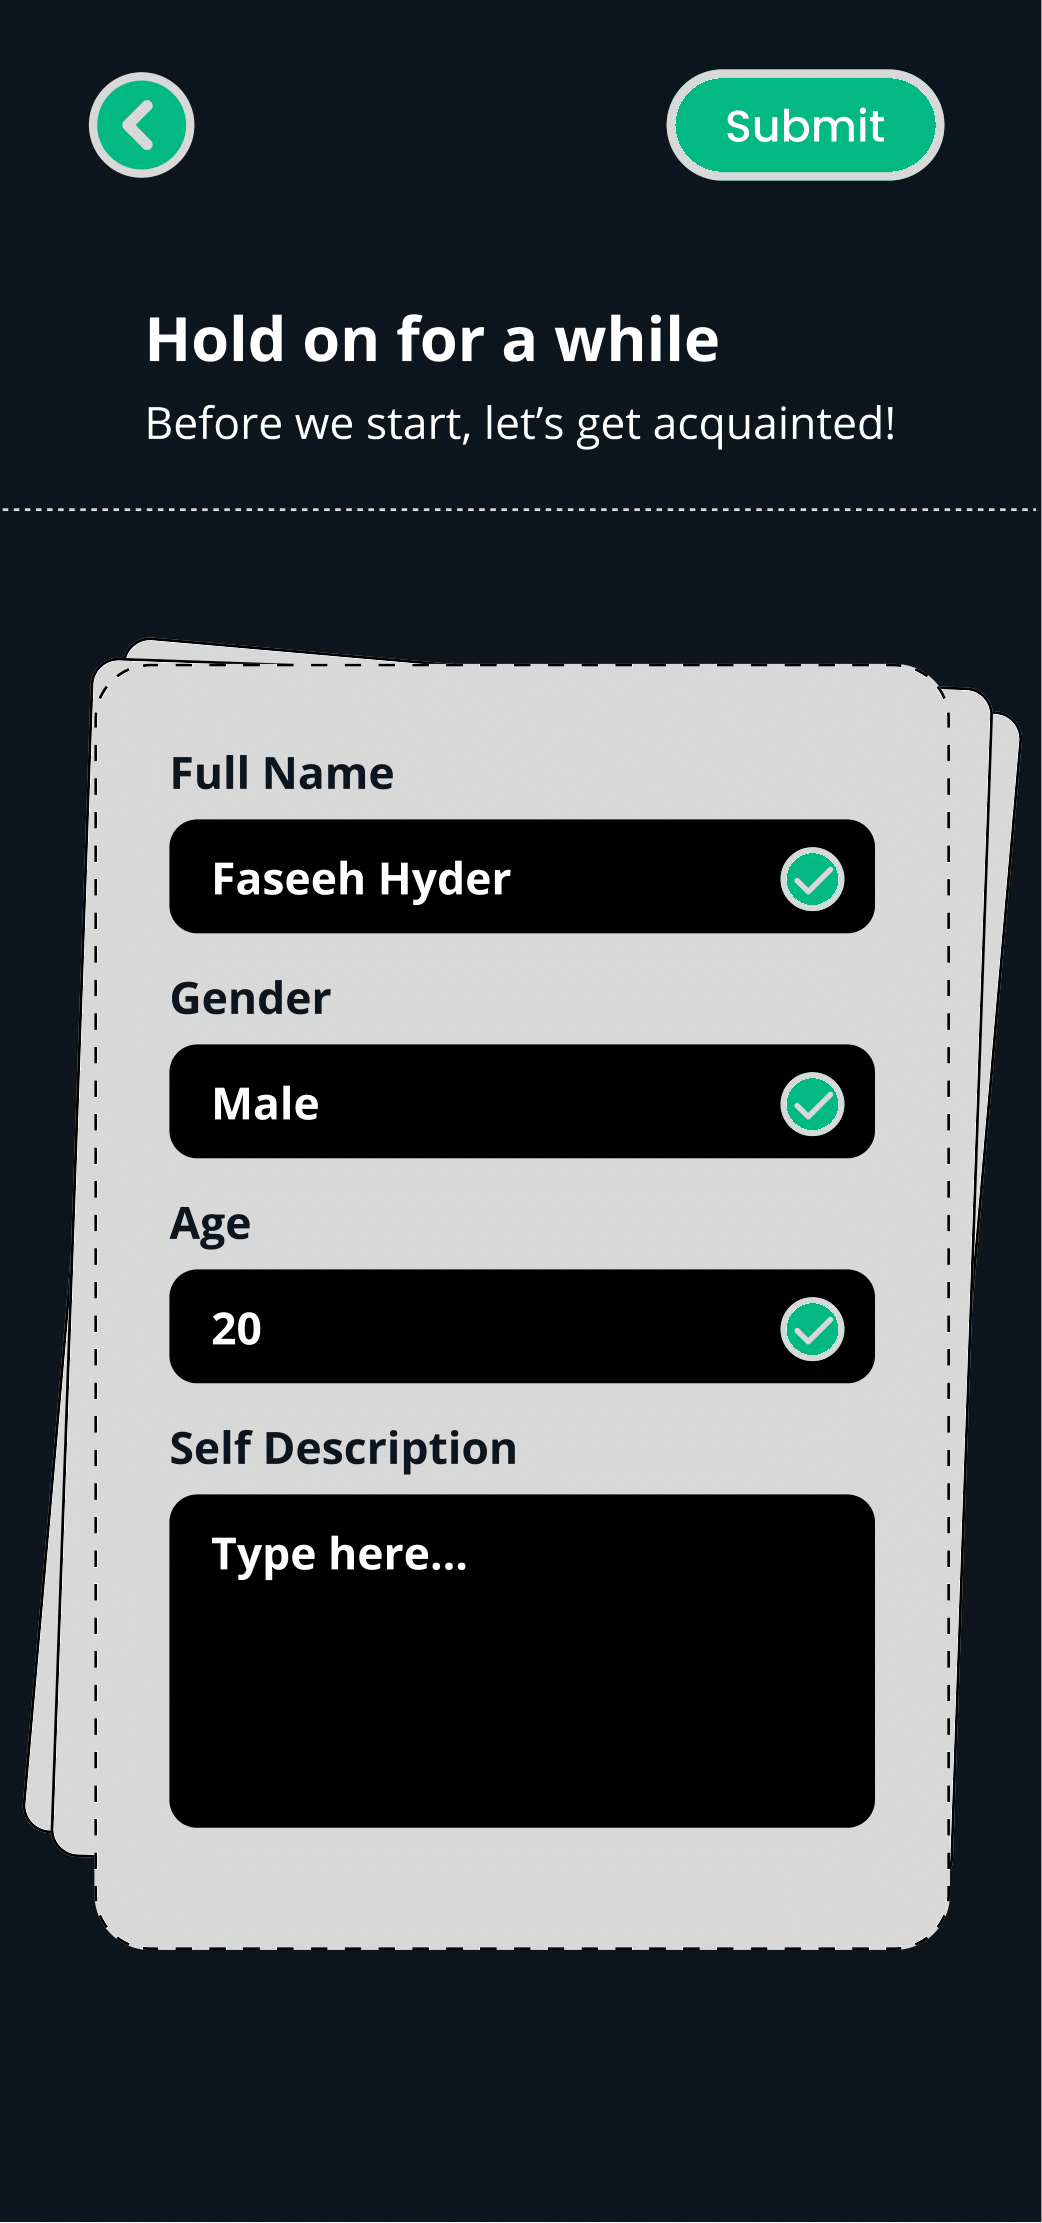 Submit
Hold on for a while
Before we start, let’s get acquainted!
Full Name
Faseeh Hyder
Gender
Male
Age
20
Self Description
Type here...